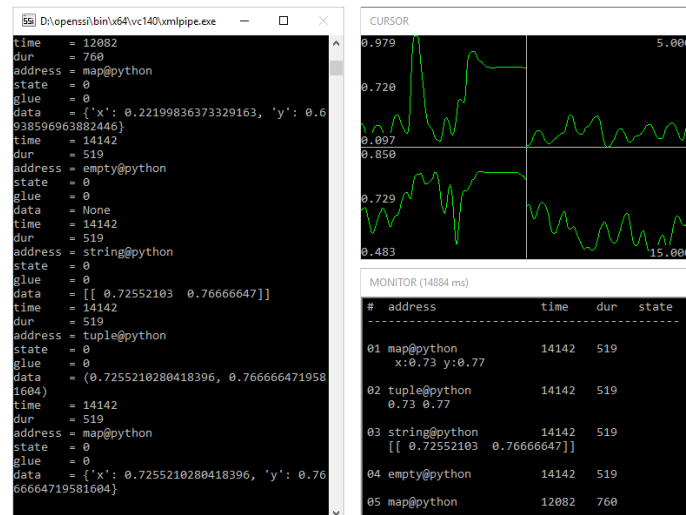 SSI D:\openssi\bin\x64\vc140\xmlpipe.exe
time = 12082
dur = 760
address = map@python
state = 0
glue = 0
data = {'x': 0.22199836373329163, 'y': 0.6
938596963882446}
time = 14142
dur = 519
address = empty@python
state = 0
glue = 0
data = None
time = 14142
dur = 519
address = string@python
state = 0
glue = 0
data = [[ 0.72552103 0.76666647]]
time = 14142
dur = 519
address = tuple@python
state = 0
glue = 0
data = (0.7255210280418396, 0.766666471958
1604)
time = 14142
dur = 519
address = map@python
state = 0
glue = 0
data = {'x': 0.7255210280418396, 'y': 0.76
66664719581604}
CURSOR
0.979 5.000
0.720
0.097
0.850
0.729
0.483 15.000
MONITOR (14884 ms)
# address time dur state
-----------------------------------------
01 map@python 14142 519
x:0.73 y:0.77
02 tuple@python 14142 519
0.73 0.77
03 string@python 14142 519
[[ 0.72552103 0.76666647]]
04 empty@python 14142 519
05 map@python 12082 760